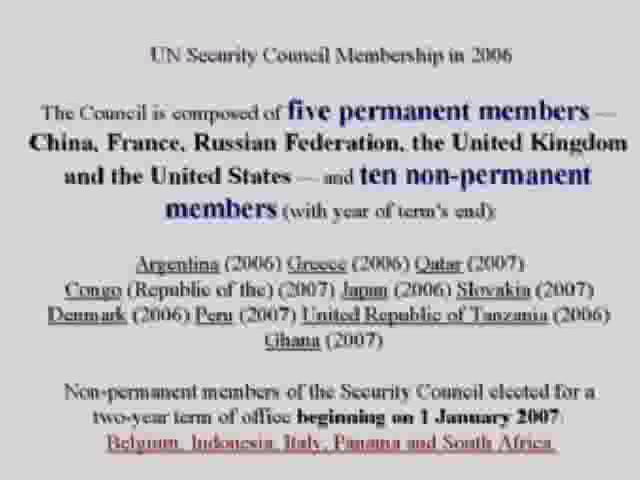 UN Security Council Membership in 2006
The Council is composed of five permanent members —
China, France, Russian Federation, the United Kingdom
and the United States — and ten non-permanent
members (with year of term's end):
Argentina (2006) Greece (2006) Qatar (2007)
Congo (Republic of the) (2007) Japan (2006) Slovakia (2007)
Denmark (2006) Peru (2007) United Republic of Tanzania (2006)
Ghana (2007)
Non-permanent members of the Security Council elected for a
two-year term of office beginning on 1 January 2007:
Belgium, Indonesia, Italy, Panama and South Africa.